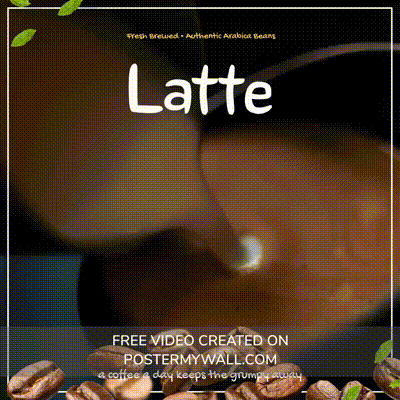 Fresh Brewed • Authentic Arabica Beans
Latte
FREE VIDEO CREATED ON
POSTERMYWALL.COM
a coffee a day keeps the grumpy away